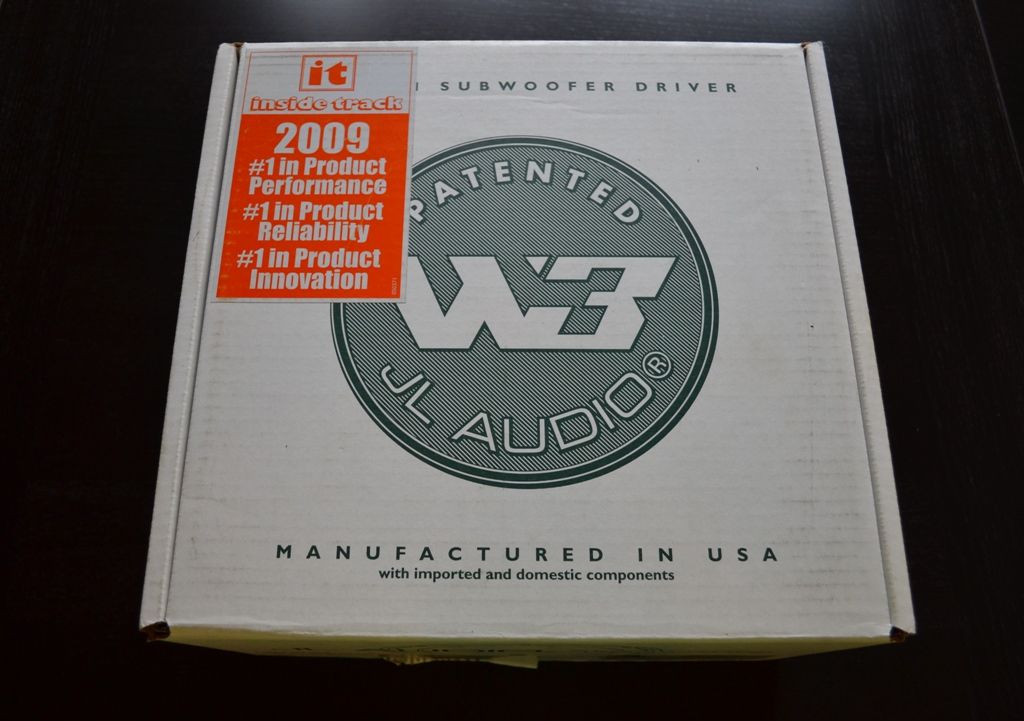 it
inside track
2009
#1 in Product
Performance
#1 in Product
Reliability
#1 in Product
Innovation
SUBWOOFER DRIVER
PATENTED
W3
JL AUDIO®
MANUFACTURED IN USA
with imported and domestic components